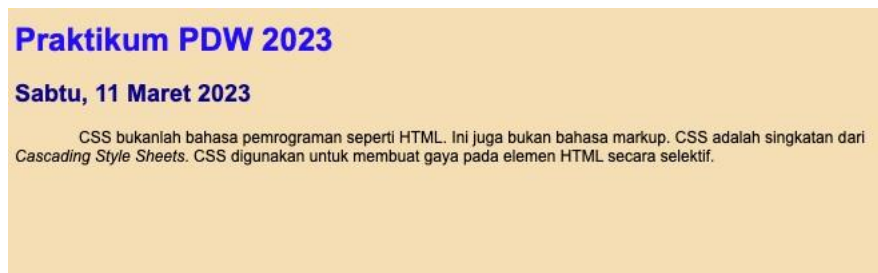 Praktikum PDW 2023
Sabtu, 11 Maret 2023
CSS bukanlah bahasa pemrograman seperti HTML. Ini juga bukan bahasa markup. CSS adalah singkatan dari
Cascading Style Sheets. CSS digunakan untuk membuat gaya pada elemen HTML secara selektif.